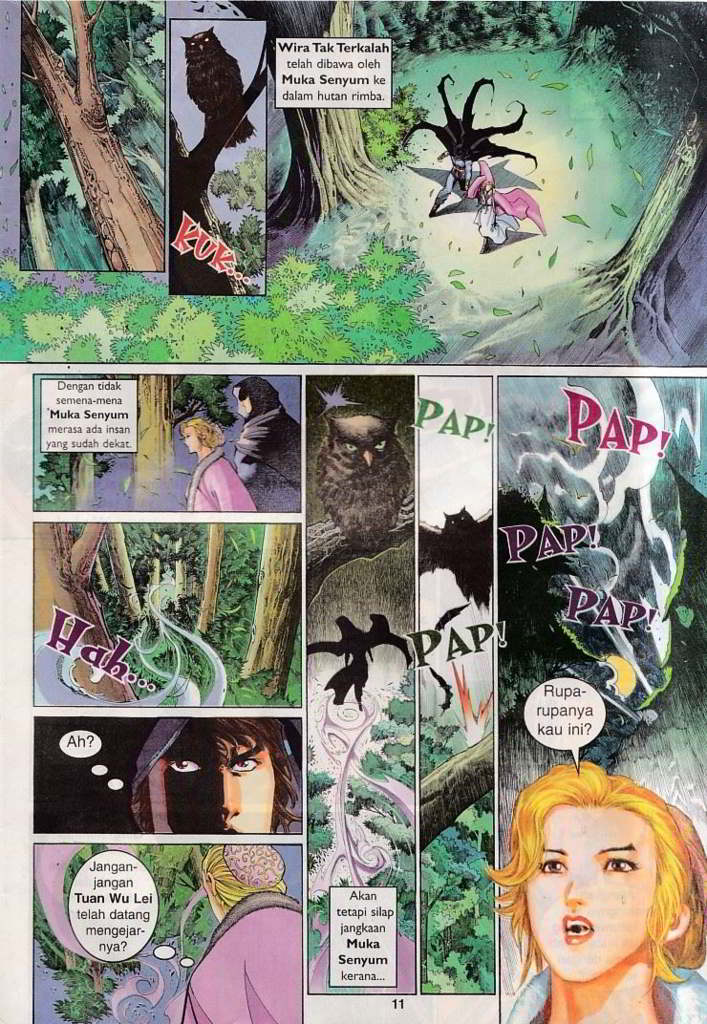 Wira Tak Terkalah
telah dibawa oleh
Muka Senyum ke
dalam hutan rimba.
KUK...
Dengan tidak
semena-mena
Muka Senyum
merasa ada insan
yang sudah dekat.
Hah...
Ah?
Jangan-
jangan
Tuan Wu Lei
telah datang
mengejar-
nya?
Akan
tetapi silap
jangkaan
Muka
Senyum
kerana...
PAP!
PAP!
PAP!
PAP!
PAP!
Rupa-
rupanya
kau ini?
11